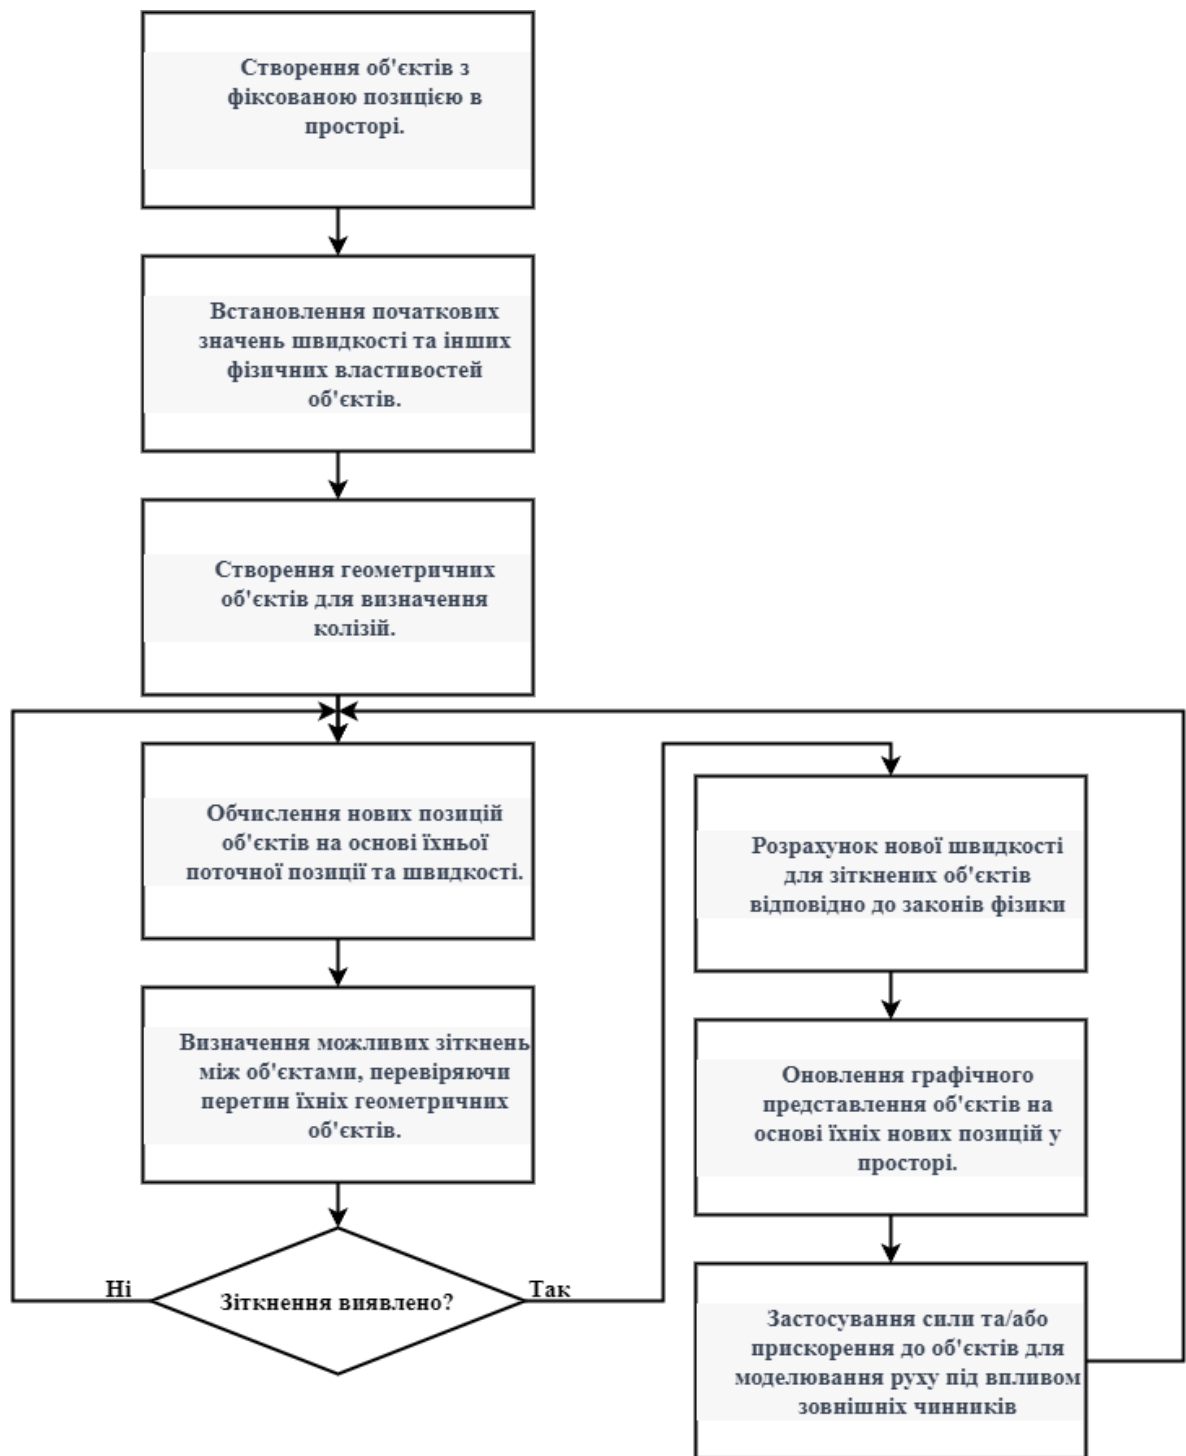 Створення об'єктів з
фіксованою позицією в
просторі.
Встановлення початкових
значень швидкості та інших
фізичних властивостей
об'єктів.
Створення геометричних
об'єктів для визначення
колізій.
Обчислення нових позицій
об'єктів на основі їхньої
поточної позиції та швидкості.
Визначення можливих зіткнень
між об'єктами, перевіряючи
перетин їхніх геометричних
об'єктів.
Зіткнення виявлено?
Ні
Так
Розрахунок нової швидкості
для зіткнених об'єктів
відповідно до законів фізики
Оновлення графічного
представлення об'єктів на
основі їхніх нових позицій у
просторі.
Застосування сили та/або
прискорення до об'єктів для
моделювання руху під впливом
зовнішніх чинників